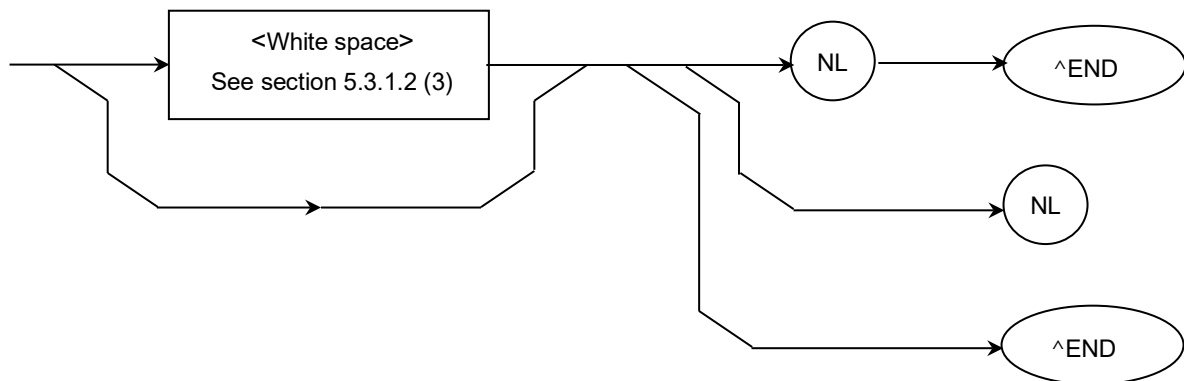 <White space>
See section 5.3.1.2 (3)
NL
^END
NL
^END